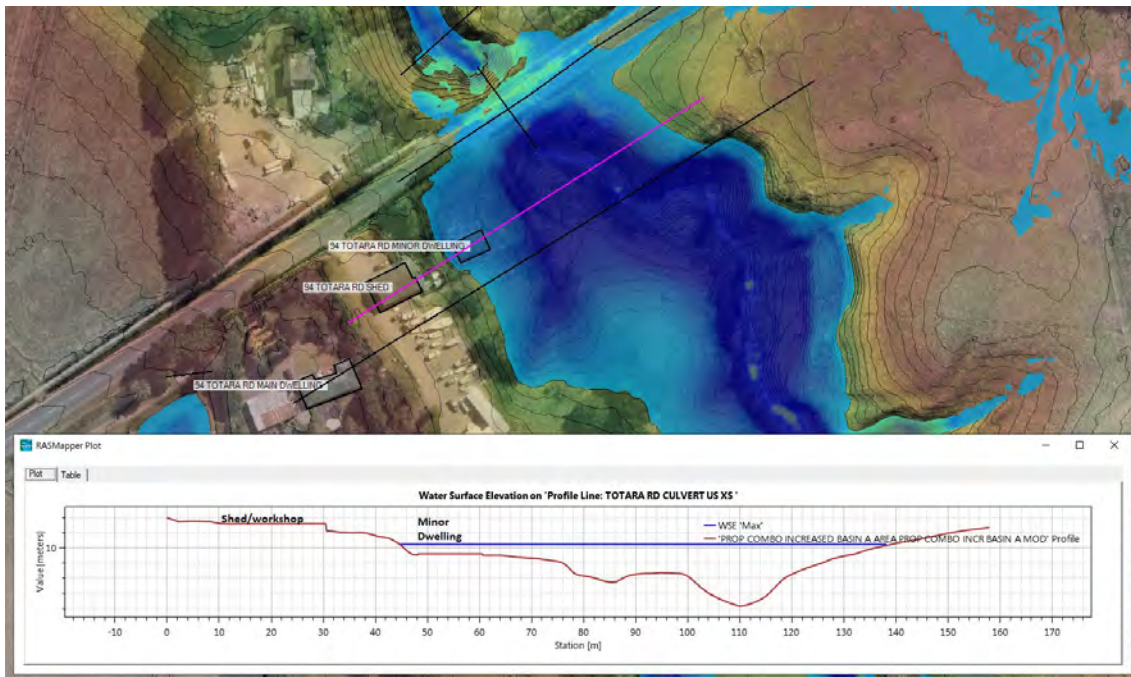 94 TOTARA RD MINOR DWELLING
94 TOTARA RD SHED
94 TOTARA RD MAIN DWELLING
RASMapper Plot
Plot Table
Water Surface Elevation on 'Profile Line: TOTARA RD CULVERT US XS '
Shed/workshop
Minor
Dwelling
WSE 'Max'
'PROP COMBO INCREASED BASIN A AREA PROP COMBO INCR BASIN A MOD' Profile
10
Value [meters]
-10 0 10 20 30 40 50 60 70 80 90 100 110 120 130 140 150 160 170
Station [m]